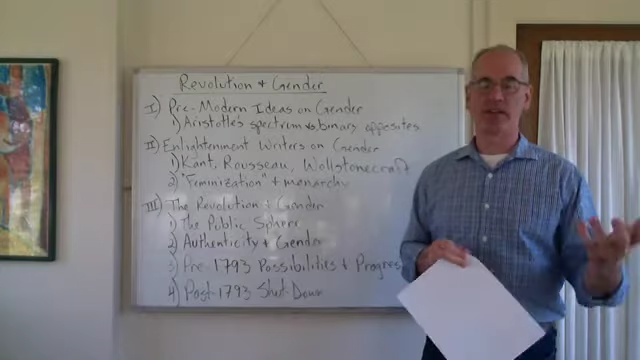 Revolution + Gender
I) Pre-Modern Ideas on Gender
1) Aristotle's spectrum vs binary opposites
II) Enlightenment Writers on Gender
1) Kant, Rousseau, Wollstonecraft
2) "Feminization" + monarchy
III) The Revolution + Gender
1) The Public Sphere
2) Authenticity + Gender
3) Pre-1793 Possibilities + Progress
4) Post-1793 Shut-Down